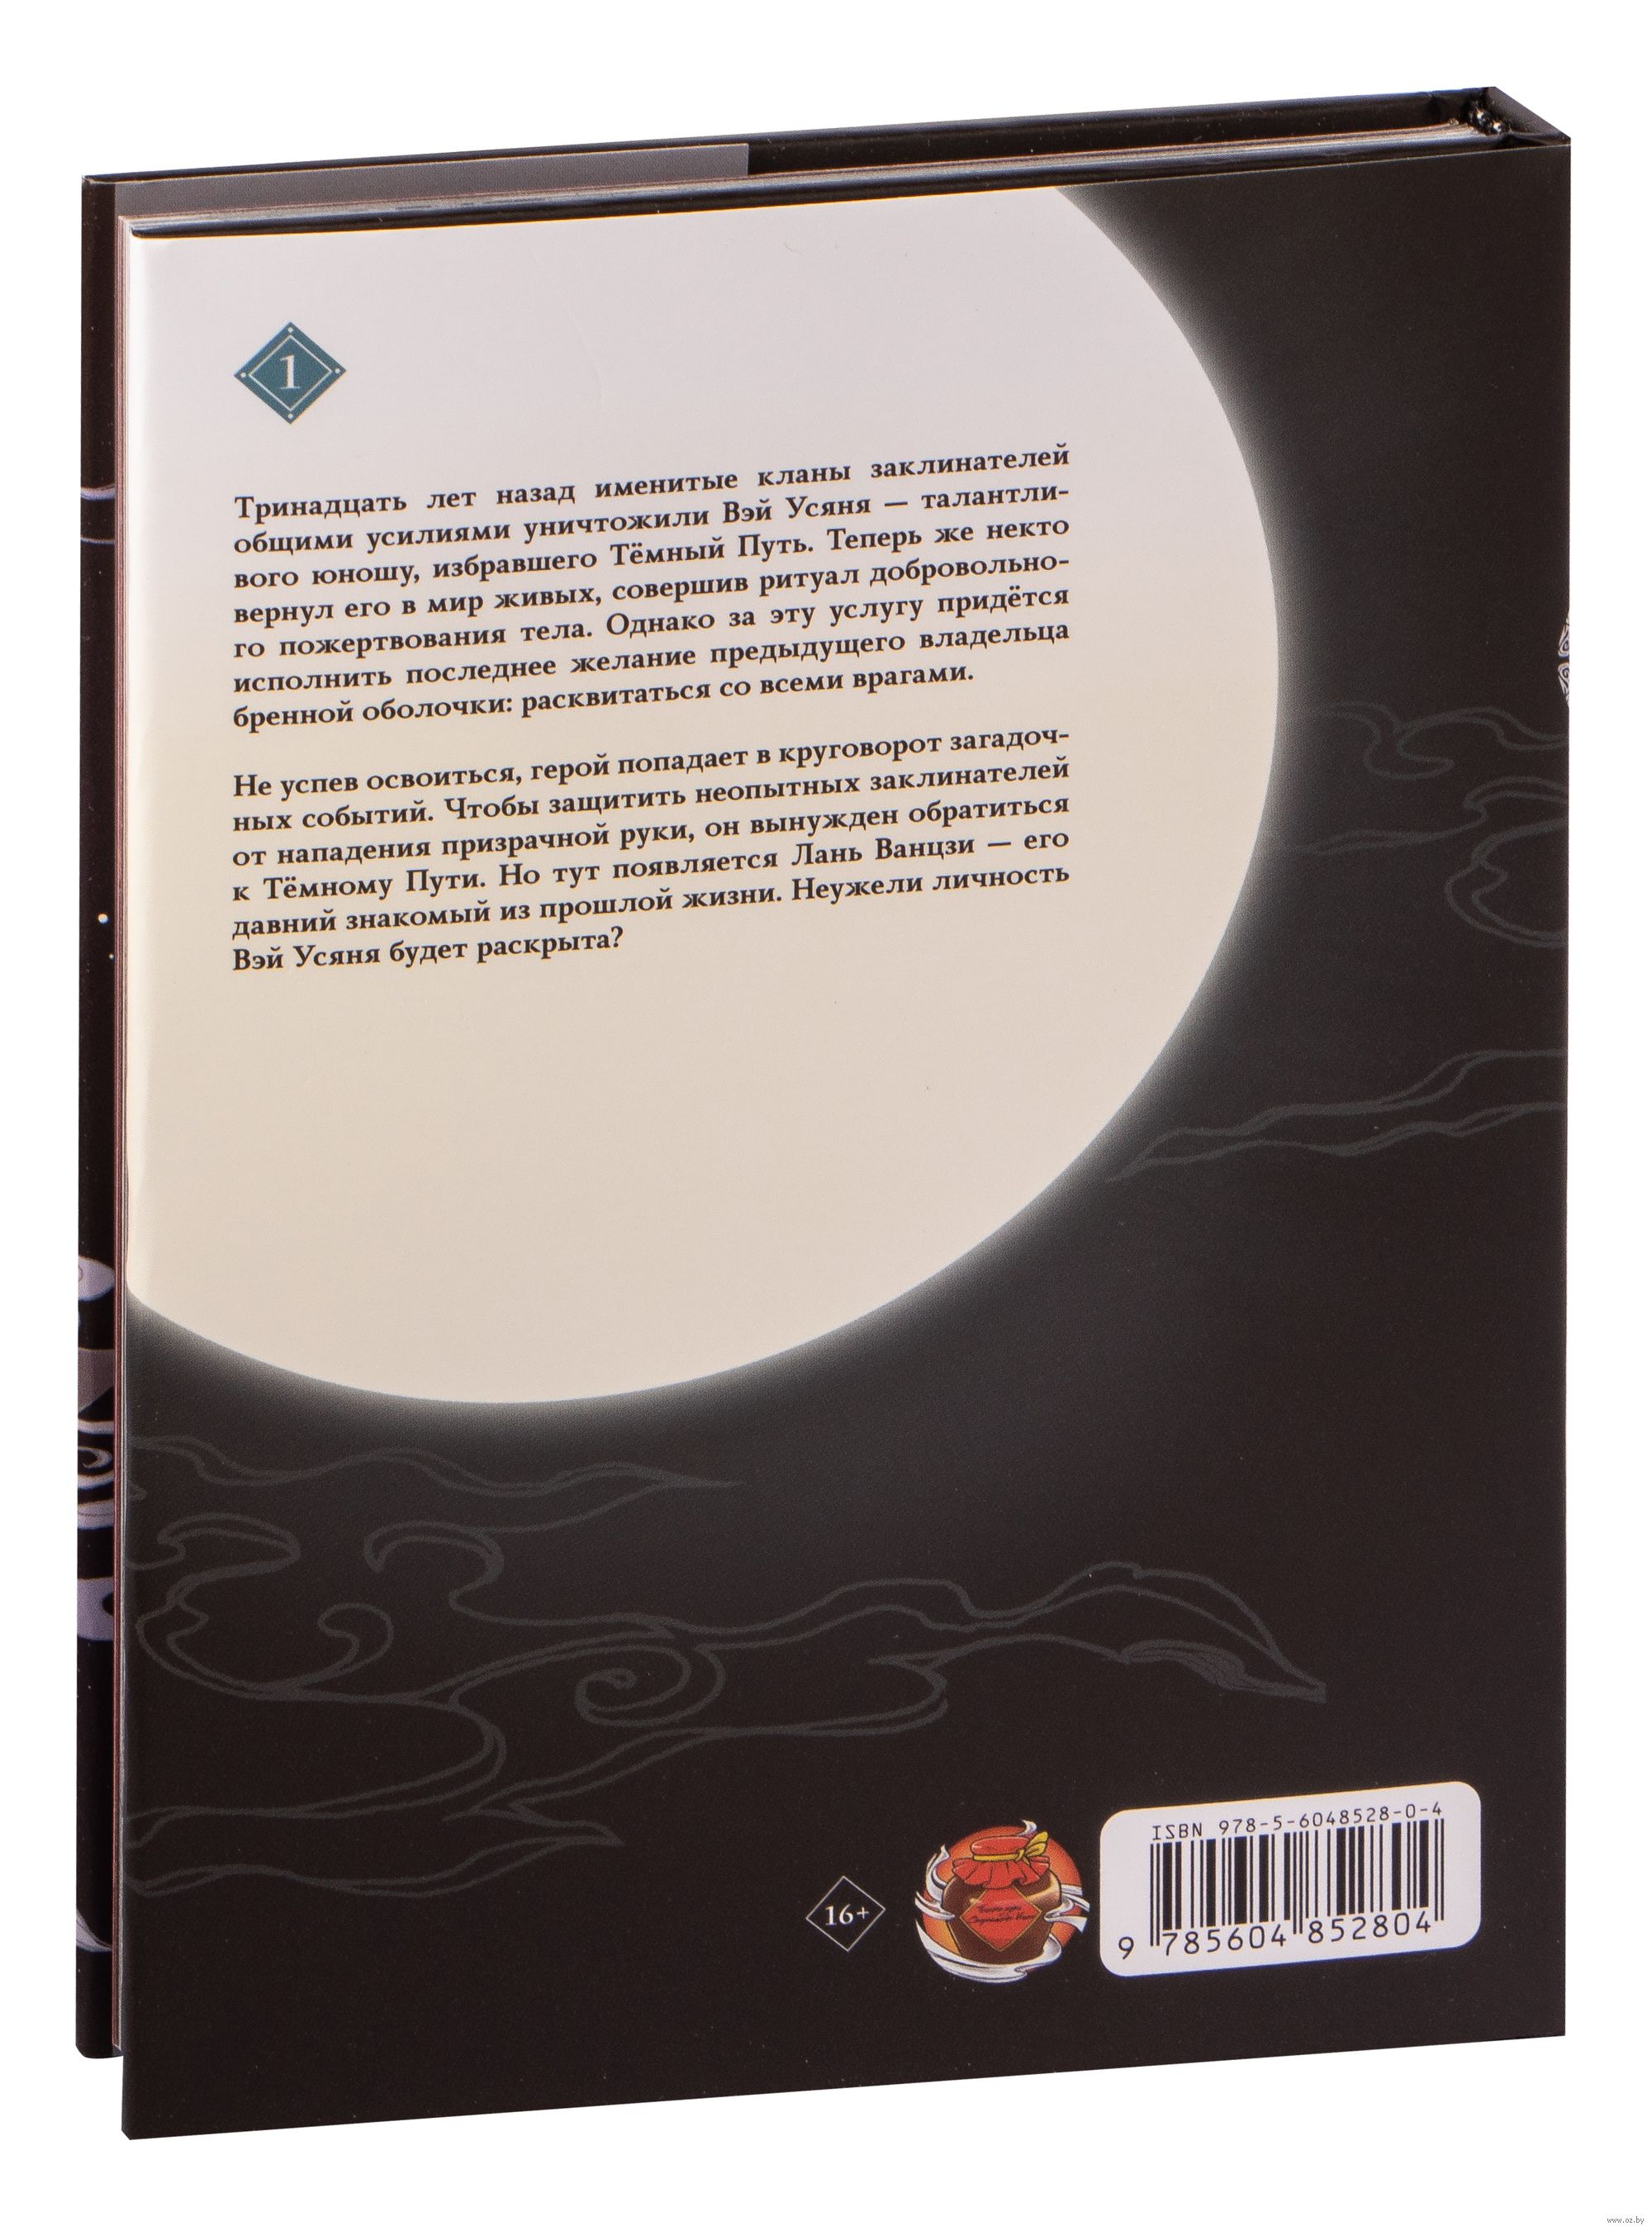 1
Тринадцать лет назад именитые кланы заклинателей
общими усилиями уничтожили Вэй Усяня — талантли-
вого юношу, избравшего Тёмный Путь. Теперь же некто
вернул его в мир живых, совершив ритуал добровольно-
го пожертвования тела. Однако за эту услугу придётся
исполнить последнее желание предыдущего владельца
бренной оболочки: расквитаться со всеми врагами.
Не успев освоиться, герой попадает в круговорот загадоч-
ных событий. Чтобы защитить неопытных заклинателей
от нападения призрачной руки, он вынужден обратиться
к Тёмному Пути. Но тут появляется Лань Ванцзи — его
давний знакомый из прошлой жизни. Неужели личность
Вэй Усяня будет раскрыта?
16+
ISBN 978-5-6048528-0-4
9 785604 852804
www.oz.by